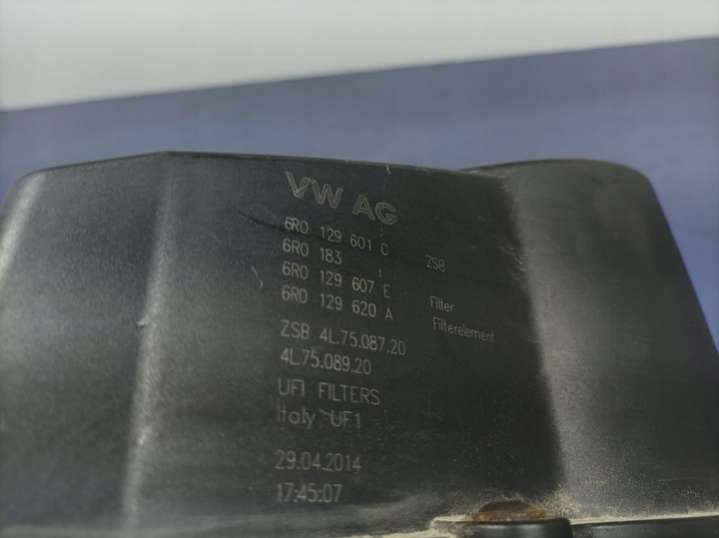 VW AG
6R0 129 601 C ZSB
6R0 183
6R0 129 607 E Filter
6R0 129 620 A Filterelement
ZSB 4L.75.087.20
4L.75.089.20
UFI FILTERS
Italy UF1
29.04.2014
17:45:07